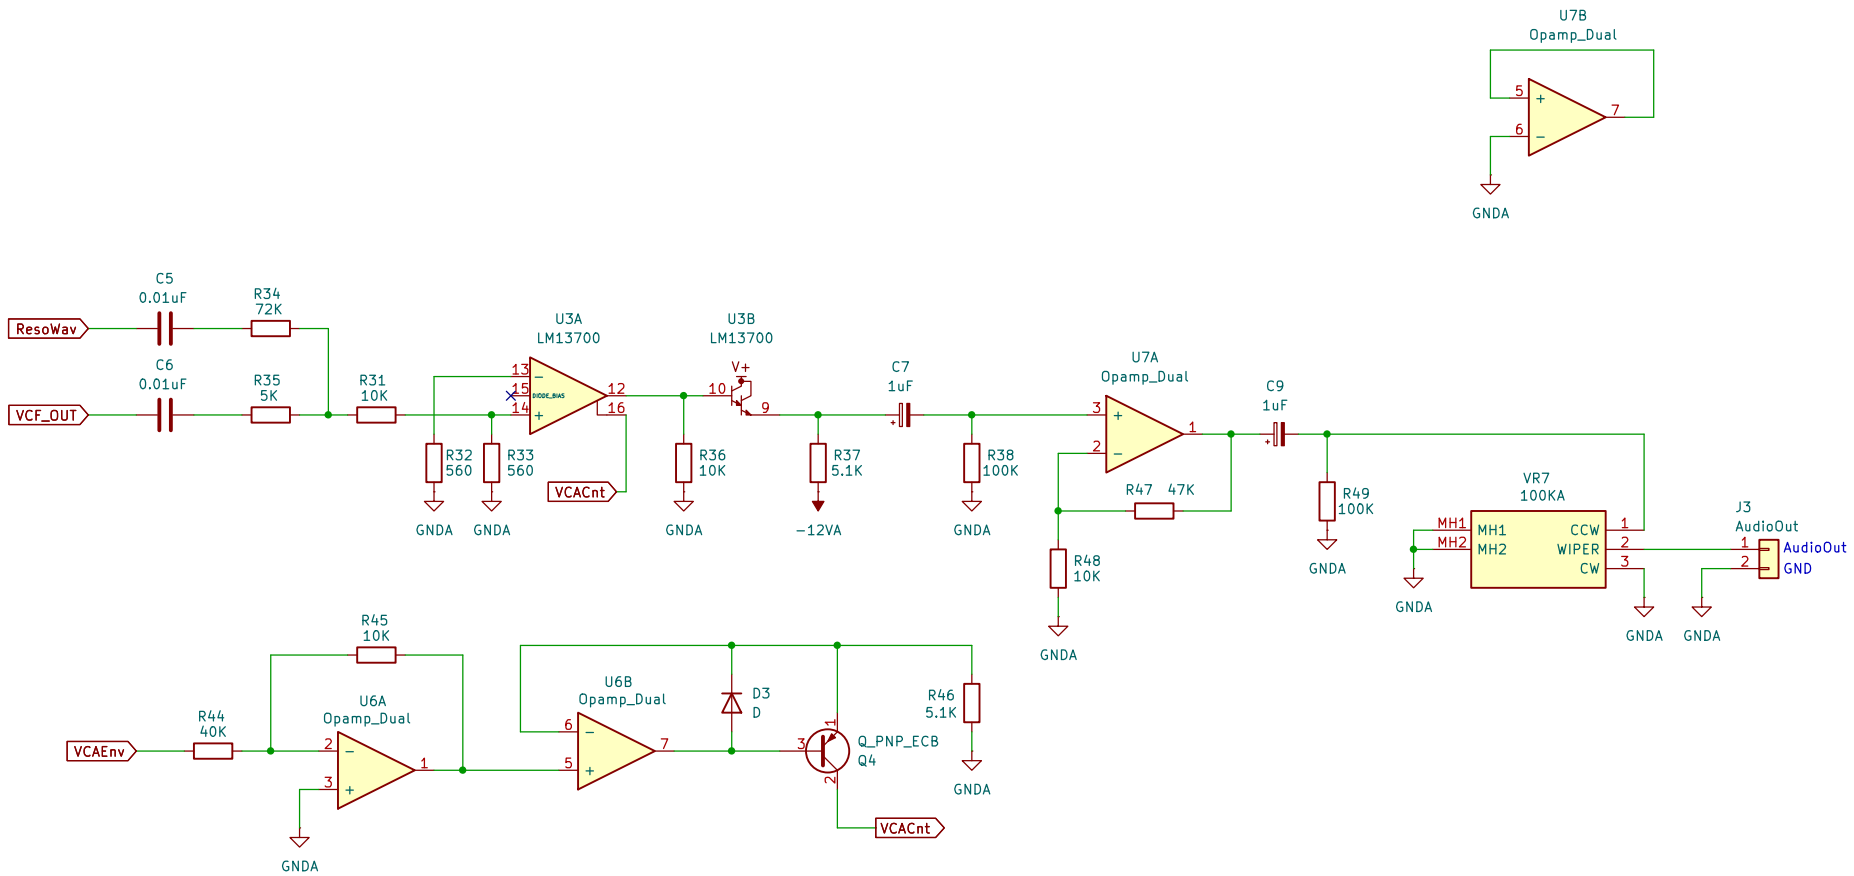 U7B
Opamp_Dual
5
+
7
6
−
GNDA
C5
0.01uF
R34
72K
ResoWav
C6
0.01uF
R35
5K
R31
10K
VCF_OUT
U3A
LM13700
13
−
15
DIODE_BIAS
14
+
12
16
R32
560
R33
560
GNDA
GNDA
VCACnt
U3B
LM13700
V+
10
9
R36
10K
GNDA
R37
5.1K
-12VA
C7
1uF
+
R38
100K
GNDA
U7A
Opamp_Dual
3
+
2
−
1
R47 47K
R48
10K
GNDA
C9
1uF
+
R49
100K
GNDA
VR7
100KA
MH1
MH1
MH2
MH2
CCW
1
WIPER
2
CW
3
GNDA
GNDA
J3
AudioOut
1
AudioOut
2
GND
GNDA
R45
10K
U6A
Opamp_Dual
R44
40K
VCAEnv
2
−
3
+
1
GNDA
U6B
Opamp_Dual
6
−
5
+
7
D3
D
3
1
2
Q_PNP_ECB
Q4
R46
5.1K
GNDA
VCACnt